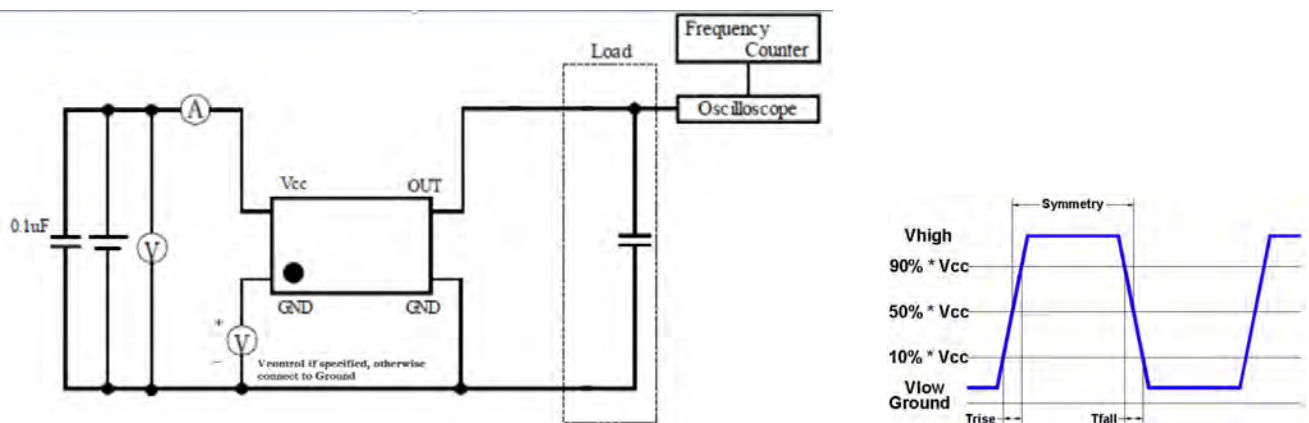 Frequency
Counter
Load
A
Oscilloscope
Vcc
OUT
0.1uF
V
GND
GND
+
V
−
Vcontrol if specified, otherwise
connect to Ground
Symmetry
Vhigh
90% * Vcc
50% * Vcc
10% * Vcc
Vlow
Ground
Trise
Tfall